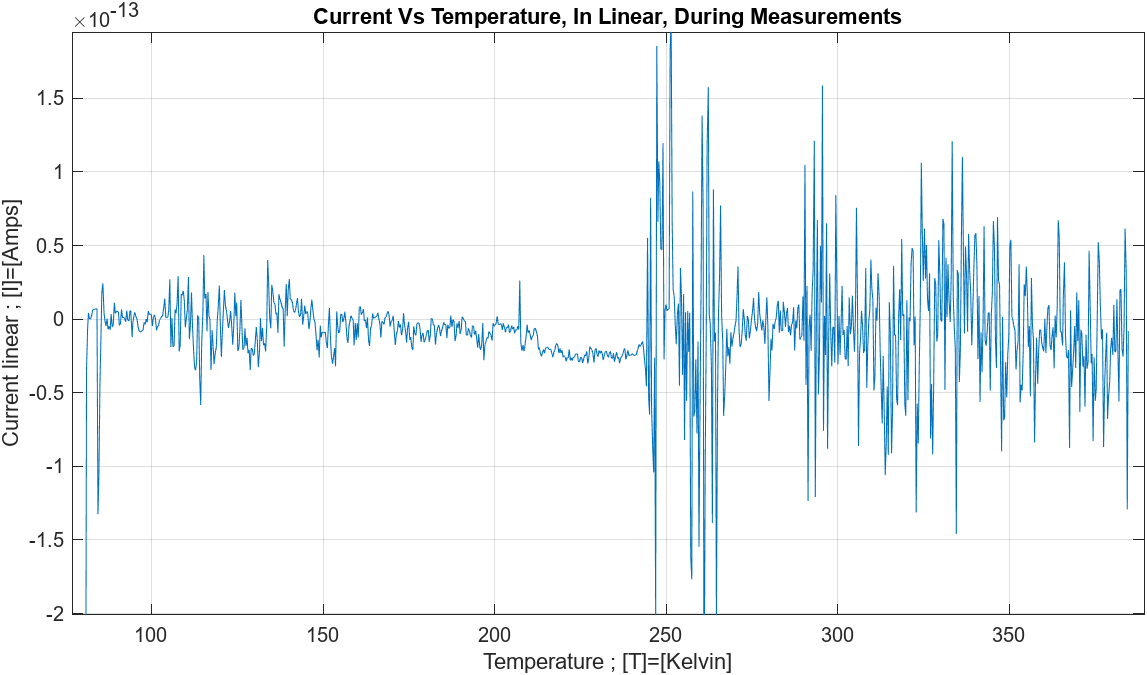 Current Vs Temperature, In Linear, During Measurements
×10-13
1.5
1
0.5
0
-0.5
-1
-1.5
-2
Current linear ; [I]=[Amps]
100 150 200 250 300 350
Temperature ; [T]=[Kelvin]